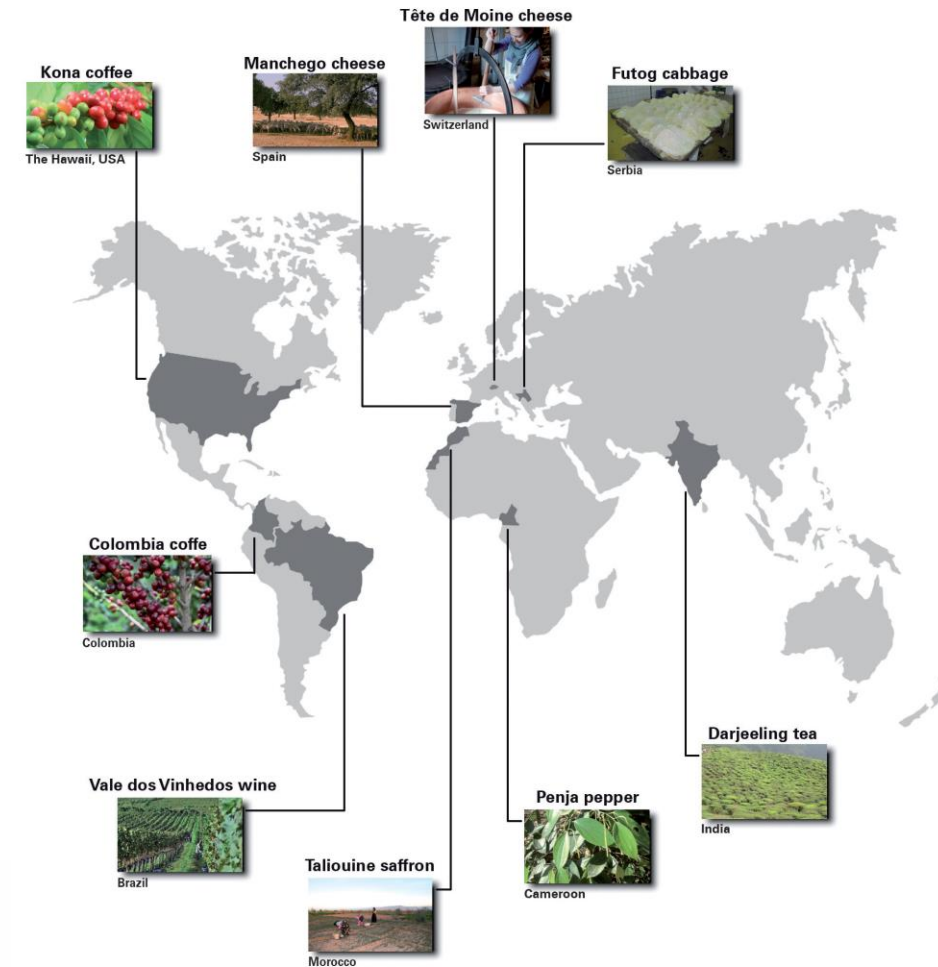 Tête de Moine cheese
Switzerland
Kona coffee
The Hawaii, USA
Manchego cheese
Spain
Futog cabbage
Serbia
Colombia coffe
Colombia
Darjeeling tea
India
Vale dos Vinhedos wine
Brazil
Penja pepper
Cameroon
Taliouine saffron
Morocco